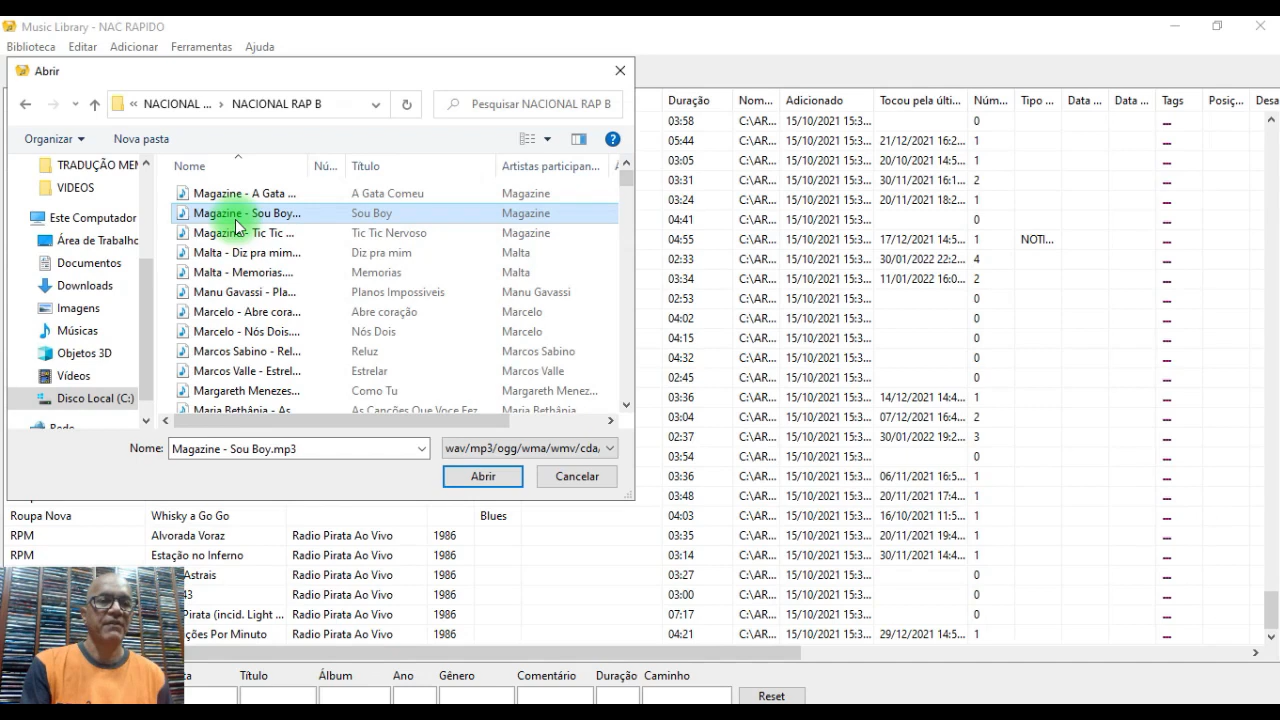 Music Library - NAC RAPIDO
Biblioteca Editar Adicionar Ferramentas Ajuda
Abrir
« NACIONAL ... › NACIONAL RAP B
Pesquisar NACIONAL RAP B
Organizar Nova pasta
TRADUÇÃO MEN
VIDEOS
Este Computador
Área de Trabalho
Documentos
Downloads
Imagens
Músicas
Objetos 3D
Vídeos
Disco Local (C:)
Rede
Nome Nú... Título Artistas participan...
Magazine - A Gata ... A Gata Comeu Magazine
Magazine - Sou Boy... Sou Boy Magazine
Magazine - Tic Tic ... Tic Tic Nervoso Magazine
Malta - Diz pra mim... Diz pra mim Malta
Malta - Memorias.... Memorias Malta
Manu Gavassi - Pla... Planos Impossiveis Manu Gavassi
Marcelo - Abre cora... Abre coração Marcelo
Marcelo - Nós Dois.... Nós Dois Marcelo
Marcos Sabino - Rel... Reluz Marcos Sabino
Marcos Valle - Estrel... Estrelar Marcos Valle
Margareth Menezes... Como Tu Margareth Menez...
Maria Bethânia - As As Canções Que Voce Fez Maria Bethânia
Nome: Magazine - Sou Boy.mp3 wav/mp3/ogg/wma/wmv/cda/
Abrir Cancelar
Duração Nom... Adicionado Tocou pela últi... Núm... Tipo ... Data ... Data ... Tags Posiç... Desa
03:58 C:\AR... 15/10/2021 15:3... 0 ...
05:44 C:\AR... 15/10/2021 15:3... 21/12/2021 16:2... 1 ...
03:05 C:\AR... 15/10/2021 15:3... 20/10/2021 14:5... 1 ...
03:31 C:\AR... 15/10/2021 15:3... 30/11/2021 16:1... 2 ...
03:24 C:\AR... 15/10/2021 15:3... 20/11/2021 18:2... 1 ...
04:41 C:\AR... 15/10/2021 15:3... 0 ...
04:55 C:\AR... 15/10/2021 15:3... 17/12/2021 14:5... 1 NOTI... ...
02:33 C:\AR... 15/10/2021 15:3... 30/01/2022 22:2... 4 ...
03:34 C:\AR... 15/10/2021 15:3... 11/01/2022 16:0... 2 ...
02:53 C:\AR... 15/10/2021 15:3... 0 ...
04:02 C:\AR... 15/10/2021 15:3... 0 ...
04:15 C:\AR... 15/10/2021 15:3... 0 ...
04:32 C:\AR... 15/10/2021 15:3... 0 ...
02:45 C:\AR... 15/10/2021 15:3... 0 ...
03:36 C:\AR... 15/10/2021 15:3... 14/12/2021 14:4... 1 ...
03:04 C:\AR... 15/10/2021 15:3... 07/12/2021 16:4... 2 ...
02:37 C:\AR... 15/10/2021 15:3... 30/01/2022 19:2... 3 ...
03:54 C:\AR... 15/10/2021 15:3... 0 ...
03:36 C:\AR... 15/10/2021 15:3... 06/11/2021 16:5... 1 ...
03:48 C:\AR... 15/10/2021 15:3... 20/11/2021 17:4... 1 ...
Roupa Nova Whisky a Go Go Blues 04:03 C:\AR... 15/10/2021 15:3... 16/10/2021 11:5... 1 ...
RPM Alvorada Voraz Radio Pirata Ao Vivo 1986 03:35 C:\AR... 15/10/2021 15:3... 20/11/2021 19:4... 1 ...
RPM Estação no Inferno Radio Pirata Ao Vivo 1986 03:14 C:\AR... 15/10/2021 15:3... 30/11/2021 14:4... 1 ...
Astrais Radio Pirata Ao Vivo 1986 03:27 C:\AR... 15/10/2021 15:3... 0 ...
43 Radio Pirata Ao Vivo 1986 03:00 C:\AR... 15/10/2021 15:3... 0 ...
Pirata (incid. Light ... Radio Pirata Ao Vivo 1986 07:17 C:\AR... 15/10/2021 15:3... 0 ...
ções Por Minuto Radio Pirata Ao Vivo 1986 04:21 C:\AR... 15/10/2021 15:3... 29/12/2021 14:5... 1 ...
Título Álbum Ano Gênero Comentário Duração Caminho
Reset